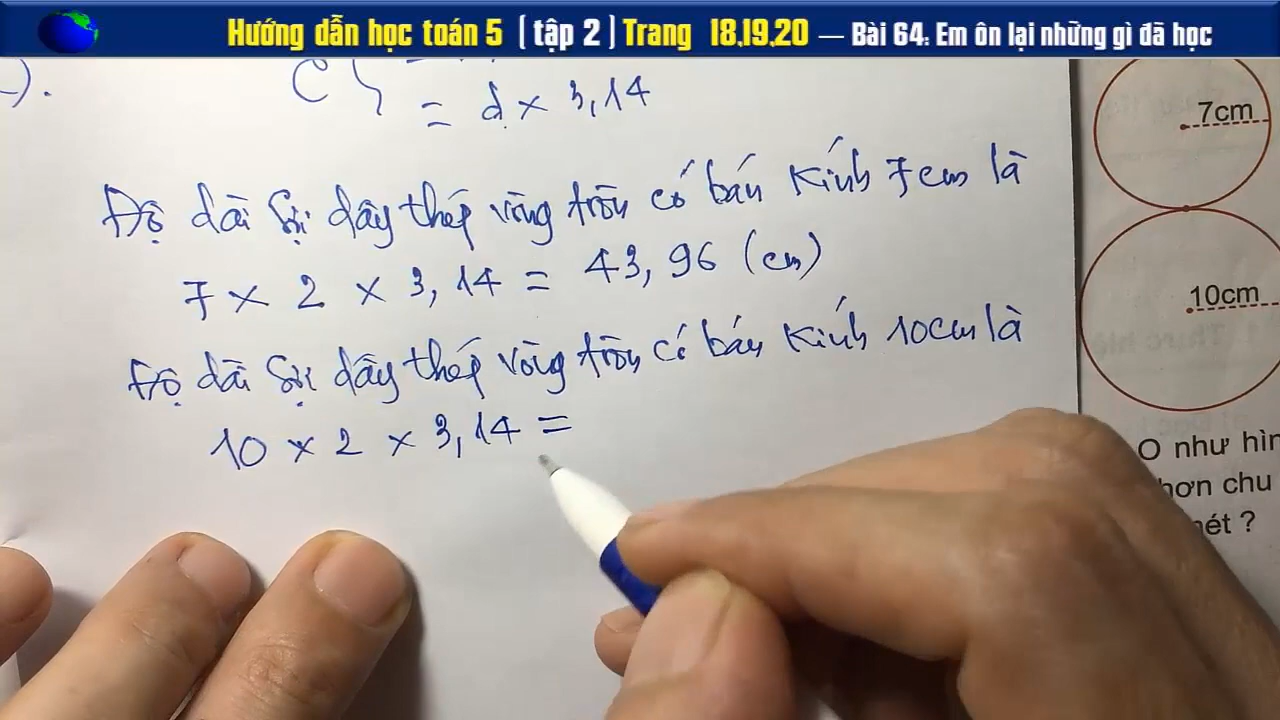 Hướng dẫn học toán 5 ( tập 2 ) Trang 18,19,20 — Bài 64: Em ôn lại những gì đã học
= d × 3,14
Độ dài sợi dây thép vòng tròn có bán kính 7cm là
7 × 2 × 3,14 = 43,96 (cm)
Độ dài sợi dây thép vòng tròn có bán kính 10cm là
10 × 2 × 3,14 =
7cm
10cm
O như hìn
hơn chu
nét ?